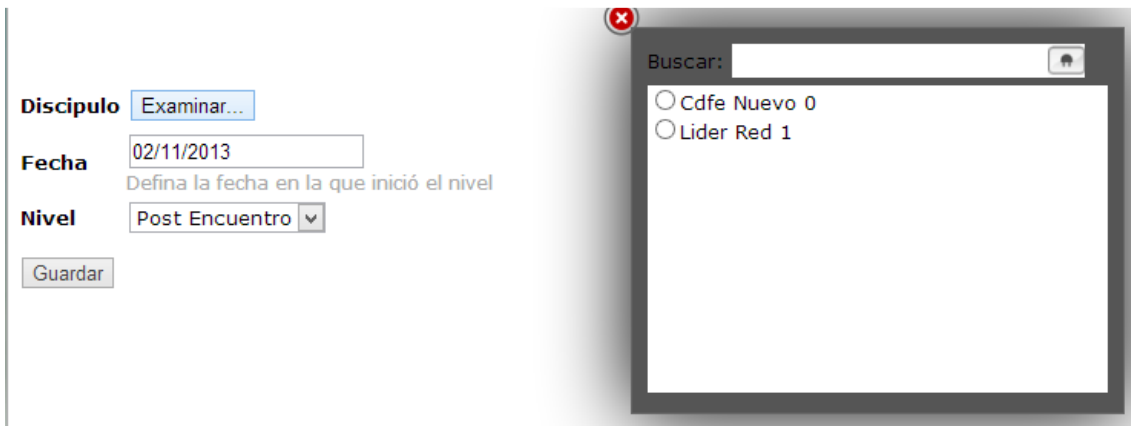 Discipulo Examinar...
Fecha 02/11/2013
Defina la fecha en la que inició el nivel
Nivel Post Encuentro
Guardar
Buscar:
Cdfe Nuevo 0
Lider Red 1